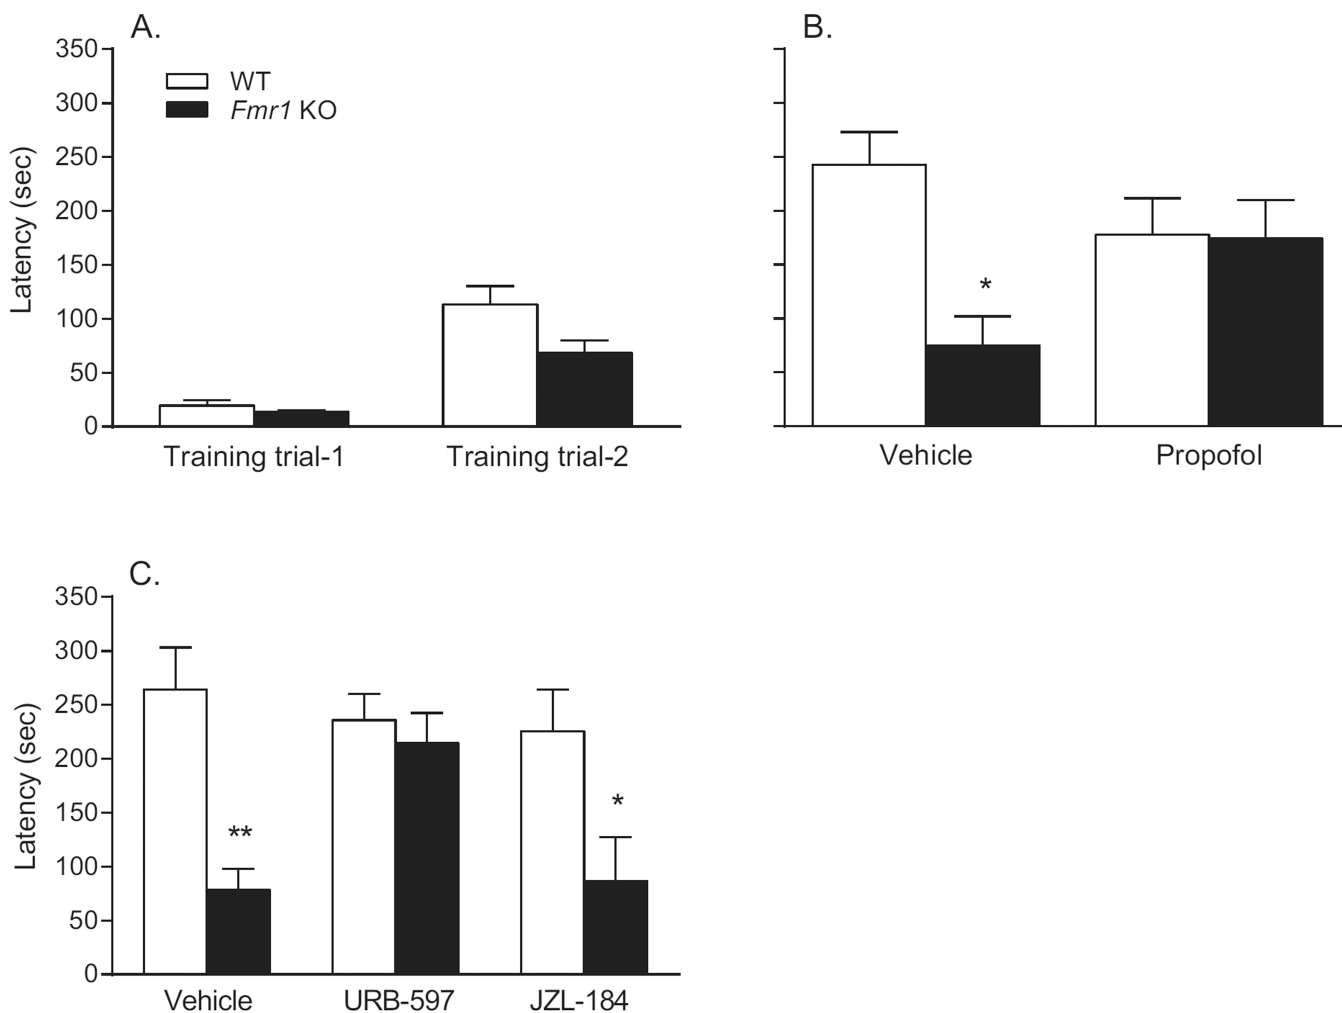 A.
350
300
250
200
150
100
50
0
Latency (sec)
WT
Fmr1 KO
Training trial-1
Training trial-2
B.
*
Vehicle
Propofol
C.
350
300
250
200
150
100
50
0
Latency (sec)
**
*
Vehicle
URB-597
JZL-184